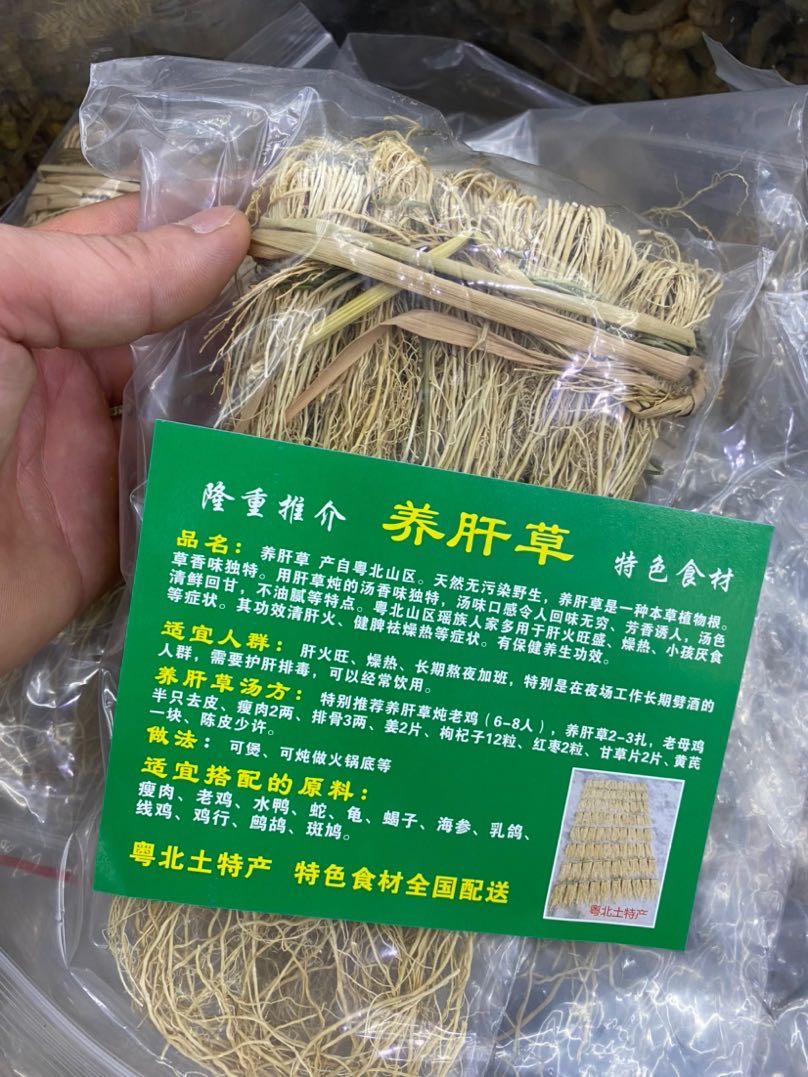 隆重推介 养肝草 特色食材
品名：养肝草 产自粤北山区。天然无污染野生，养肝草是一种本草植物根。
草香味独特。用肝草炖的汤香味独特，汤味口感令人回味无穷、芳香诱人，汤色
清鲜回甘，不油腻等特点。粤北山区瑶族人家多用于肝火旺盛、燥热、小孩厌食
等症状。其功效清肝火、健脾祛燥热等症状。有保健养生功效。
适宜人群：肝火旺、燥热、长期熬夜加班，特别是在夜场工作长期劈酒的
人群，需要护肝排毒，可以经常饮用。
养肝草汤方：特别推荐养肝草炖老鸡（6-8人），养肝草2-3扎，老母鸡
半只去皮、瘦肉2两、排骨3两、姜2片、枸杞子12粒、红枣2粒、甘草片2片、黄芪
一块、陈皮少许。
做法：可煲、可炖做火锅底等
适宜搭配的原料：
瘦肉、老鸡、水鸭、蛇、龟、蝎子、海参、乳鸽、
线鸡、鸡行、鹧鸪、斑鸠。
粤北土特产 特色食材全国配送
粤北土特产